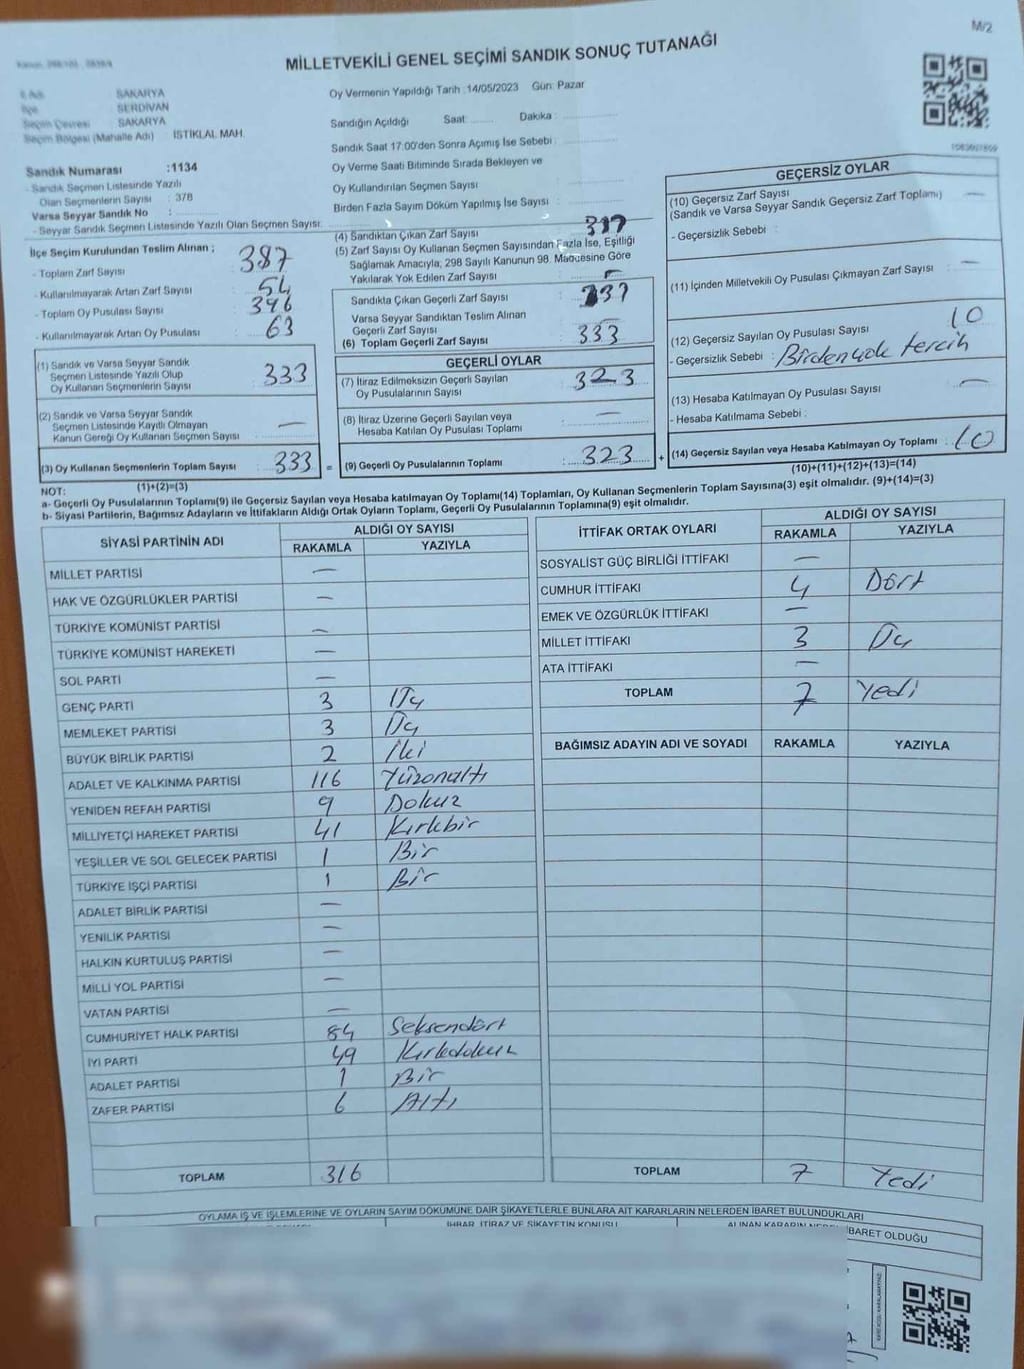 M/2
MİLLETVEKİLİ GENEL SEÇİMİ SANDIK SONUÇ TUTANAĞI
SAKARYA
SERDİVAN
Seçim Çevresi SAKARYA
Seçim Bölgesi (Mahalle Adı) İSTİKLAL MAH.
Sandık Numarası :1134
- Sandık Seçmen Listesinde Yazılı
Olan Seçmenlerin Sayısı : 378
Varsa Seyyar Sandık No :
- Seyyar Sandık Seçmen Listesinde Yazılı Olan Seçmen Sayısı:
Oy Vermenin Yapıldığı Tarih :14/05/2023 Gün: Pazar
Sandığın Açıldığı Saat Dakika :
Sandık Saat 17:00'den Sonra Açımış İse Sebebi :
Oy Verme Saati Bitiminde Sırada Bekleyen ve
Oy Kullandırılan Seçmen Sayısı :
Birden Fazla Sayım Döküm Yapılmış İse Sayısı :
İlçe Seçim Kurulundan Teslim Alınan ;
- Toplam Zarf Sayısı : 387
- Kullanılmayarak Artan Zarf Sayısı : 54
- Toplam Oy Pusulası Sayısı : 396
- Kullanılmayarak Artan Oy Pusulası : 63
(1) Sandık ve Varsa Seyyar Sandık
Seçmen Listesinde Yazılı Olup
Oy Kullanan Seçmenlerin Sayısı : 333
(2) Sandık ve Varsa Seyyar Sandık
Seçmen Listesinde Kayıtlı Olmayan
Kanun Gereği Oy Kullanan Seçmen Sayısı : —
(3) Oy Kullanan Seçmenlerin Toplam Sayısı : 333 =
(1)+(2)=(3)
(4) Sandıktan Çıkan Zarf Sayısı :
(5) Zarf Sayısı Oy Kullanan Seçmen Sayısından Fazla İse, Eşitliği
Sağlamak Amacıyla, 298 Sayılı Kanunun 98. Maddesine Göre
Yakılarak Yok Edilen Zarf Sayısı :
Sandıkta Çıkan Geçerli Zarf Sayısı :
Varsa Seyyar Sandıktan Teslim Alınan
Geçerli Zarf Sayısı :
(6) Toplam Geçerli Zarf Sayısı : 333
GEÇERLİ OYLAR
(7) İtiraz Edilmeksizin Geçerli Sayılan
Oy Pusulalarının Sayısı : 323
(8) İtiraz Üzerine Geçerli Sayılan veya
Hesaba Katılan Oy Pusulası Toplamı : —
(9) Geçerli Oy Pusulalarının Toplamı : 323 +
GEÇERSİZ OYLAR
(10) Geçersiz Zarf Sayısı : —
(Sandık ve Varsa Seyyar Sandık Geçersiz Zarf Toplamı)
- Geçersizlik Sebebi :
(11) İçinden Milletvekili Oy Pusulası Çıkmayan Zarf Sayısı : —
(12) Geçersiz Sayılan Oy Pusulası Sayısı : 10
- Geçersizlik Sebebi : Birden çok tercih
(13) Hesaba Katılmayan Oy Pusulası Sayısı : —
- Hesaba Katılmama Sebebi :
(14) Geçersiz Sayılan veya Hesaba Katılmayan Oy Toplamı : 10
(10)+(11)+(12)+(13)=(14)
NOT:
a- Geçerli Oy Pusulalarının Toplamı(9) ile Geçersiz Sayılan veya Hesaba katılmayan Oy Toplamı(14) Toplamları, Oy Kullanan Seçmenlerin Toplam Sayısına(3) eşit olmalıdır. (9)+(14)=(3)
b- Siyasi Partilerin, Bağımsız Adayların ve İttifakların Aldığı Ortak Oyların Toplamı, Geçerli Oy Pusulalarının Toplamına(9) eşit olmalıdır.
SİYASİ PARTİNİN ADI ALDIĞI OY SAYISI
RAKAMLA YAZIYLA
MİLLET PARTİSİ —
HAK VE ÖZGÜRLÜKLER PARTİSİ —
TÜRKİYE KOMÜNİST PARTİSİ —
TÜRKİYE KOMÜNİST HAREKETİ —
SOL PARTİ —
GENÇ PARTİ 3 Üç
MEMLEKET PARTİSİ 3 Üç
BÜYÜK BİRLİK PARTİSİ 2 İki
ADALET VE KALKINMA PARTİSİ 116 Yüzonaltı
YENİDEN REFAH PARTİSİ 9 Dokuz
MİLLİYETÇİ HAREKET PARTİSİ 41 Kırkbir
YEŞİLLER VE SOL GELECEK PARTİSİ 1 Bir
TÜRKİYE İŞÇİ PARTİSİ 1 Bir
ADALET BİRLİK PARTİSİ —
YENİLİK PARTİSİ —
HALKIN KURTULUŞ PARTİSİ —
MİLLİ YOL PARTİSİ —
VATAN PARTİSİ —
CUMHURİYET HALK PARTİSİ 84 Seksendört
İYİ PARTİ 49 Kırkdokuz
ADALET PARTİSİ 1 Bir
ZAFER PARTİSİ 6 Altı
TOPLAM 316
İTTİFAK ORTAK OYLARI ALDIĞI OY SAYISI
RAKAMLA YAZIYLA
SOSYALİST GÜÇ BİRLİĞİ İTTİFAKI —
CUMHUR İTTİFAKI 4 Dört
EMEK VE ÖZGÜRLÜK İTTİFAKI —
MİLLET İTTİFAKI 3 Üç
ATA İTTİFAKI —
TOPLAM 7 Yedi
BAĞIMSIZ ADAYIN ADI VE SOYADI RAKAMLA YAZIYLA
TOPLAM 7 Yedi
OYLAMA İŞ VE İŞLEMLERİNE VE OYLARIN SAYIM DÖKÜMÜNE DAİR ŞİKAYETLERLE BUNLARA AİT KARARLARIN NELERDEN İBARET BULUNDUKLARI
İHBAR, İTİRAZ VE ŞİKAYETİN KONUSU
İBARET OLDUĞU